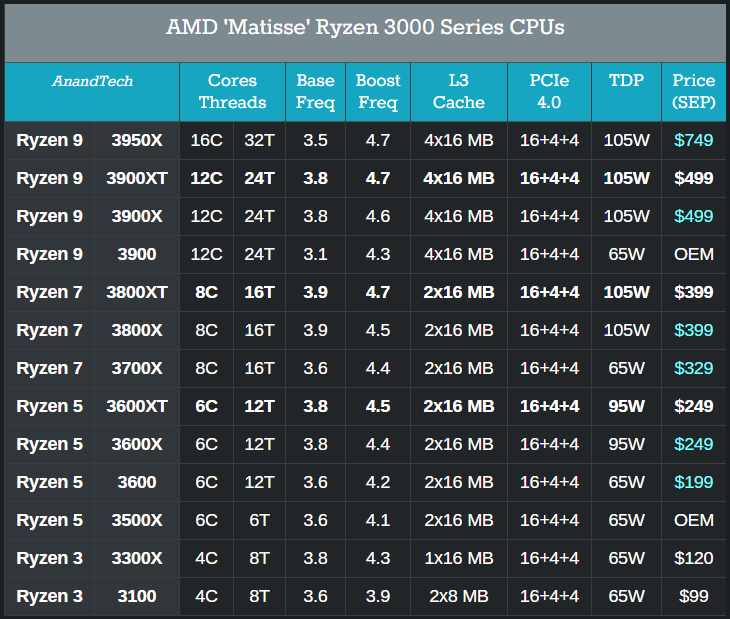 AMD 'Matisse' Ryzen 3000 Series CPUs
AnandTech Cores Threads Base Freq Boost Freq L3 Cache PCIe 4.0 TDP Price (SEP)
Ryzen 9 3950X 16C 32T 3.5 4.7 4x16 MB 16+4+4 105W $749
Ryzen 9 3900XT 12C 24T 3.8 4.7 4x16 MB 16+4+4 105W $499
Ryzen 9 3900X 12C 24T 3.8 4.6 4x16 MB 16+4+4 105W $499
Ryzen 9 3900 12C 24T 3.1 4.3 4x16 MB 16+4+4 65W OEM
Ryzen 7 3800XT 8C 16T 3.9 4.7 2x16 MB 16+4+4 105W $399
Ryzen 7 3800X 8C 16T 3.9 4.5 2x16 MB 16+4+4 105W $399
Ryzen 7 3700X 8C 16T 3.6 4.4 2x16 MB 16+4+4 65W $329
Ryzen 5 3600XT 6C 12T 3.8 4.5 2x16 MB 16+4+4 95W $249
Ryzen 5 3600X 6C 12T 3.8 4.4 2x16 MB 16+4+4 95W $249
Ryzen 5 3600 6C 12T 3.6 4.2 2x16 MB 16+4+4 65W $199
Ryzen 5 3500X 6C 6T 3.6 4.1 2x16 MB 16+4+4 65W OEM
Ryzen 3 3300X 4C 8T 3.8 4.3 1x16 MB 16+4+4 65W $120
Ryzen 3 3100 4C 8T 3.6 3.9 2x8 MB 16+4+4 65W $99